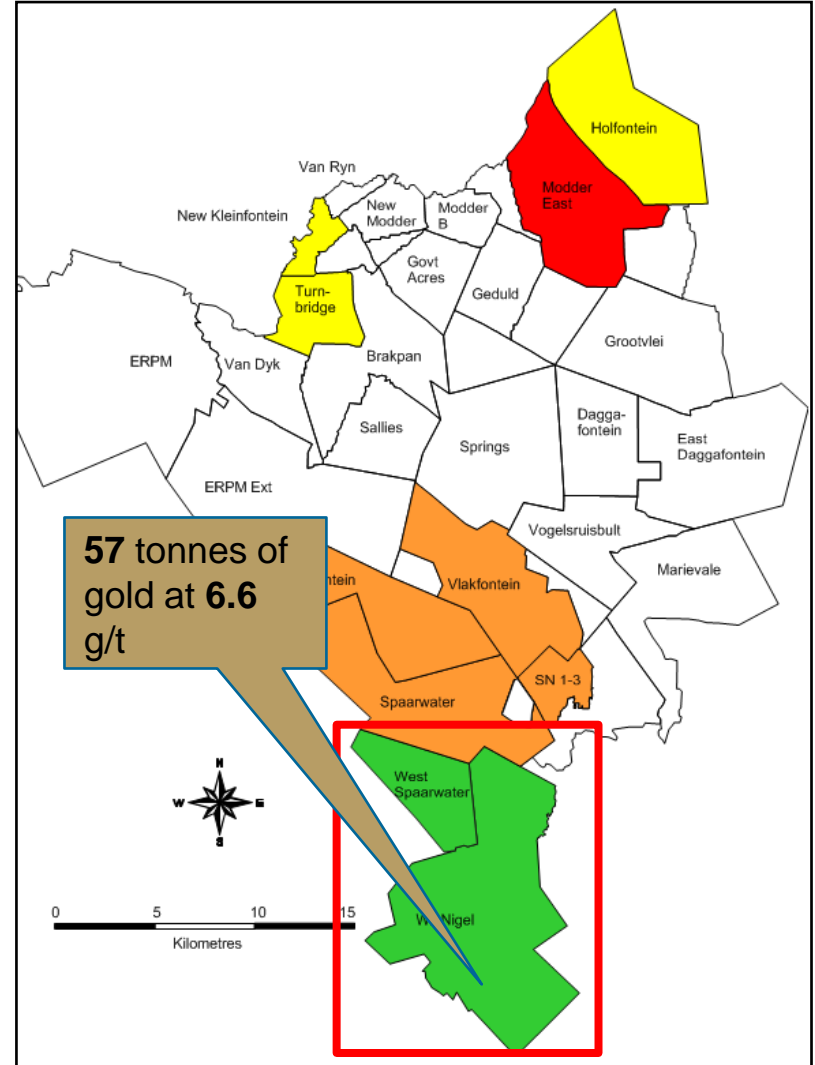 Holfontein
Van Ryn
Modder
East
New
Modder
Modder
B
New Kleinfontein
Govt
Acres
Geduld
Turn-
bridge
Grootvlei
ERPM
Van Dyk
Brakpan
Sallies
Dagga-
fontein
East
Daggafontein
Springs
ERPM Ext
Vogelsruisbult
57 tonnes of
gold at 6.6
g/t
ntein
Vlakfontein
Marievale
SN 1-3
Spaarwater
West
Spaarwater
N
W E
S
Nigel
0 5 10 15
Kilometres